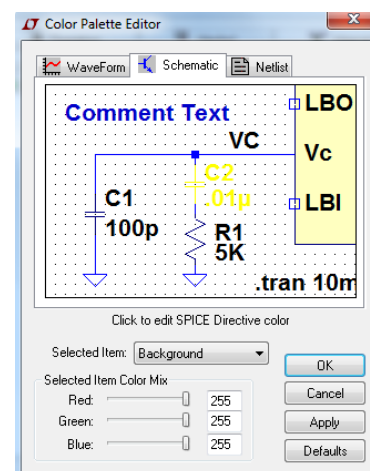 Color Palette Editor
WaveForm Schematic Netlist
Comment Text
LBO
VC
Vc
C2
.01µ
C1
LBI
100p
R1
5K
.tran 10m
Click to edit SPICE Directive color
Selected Item: Background
OK
Selected Item Color Mix
Red: 255
Cancel
Green: 255
Apply
Blue: 255
Defaults